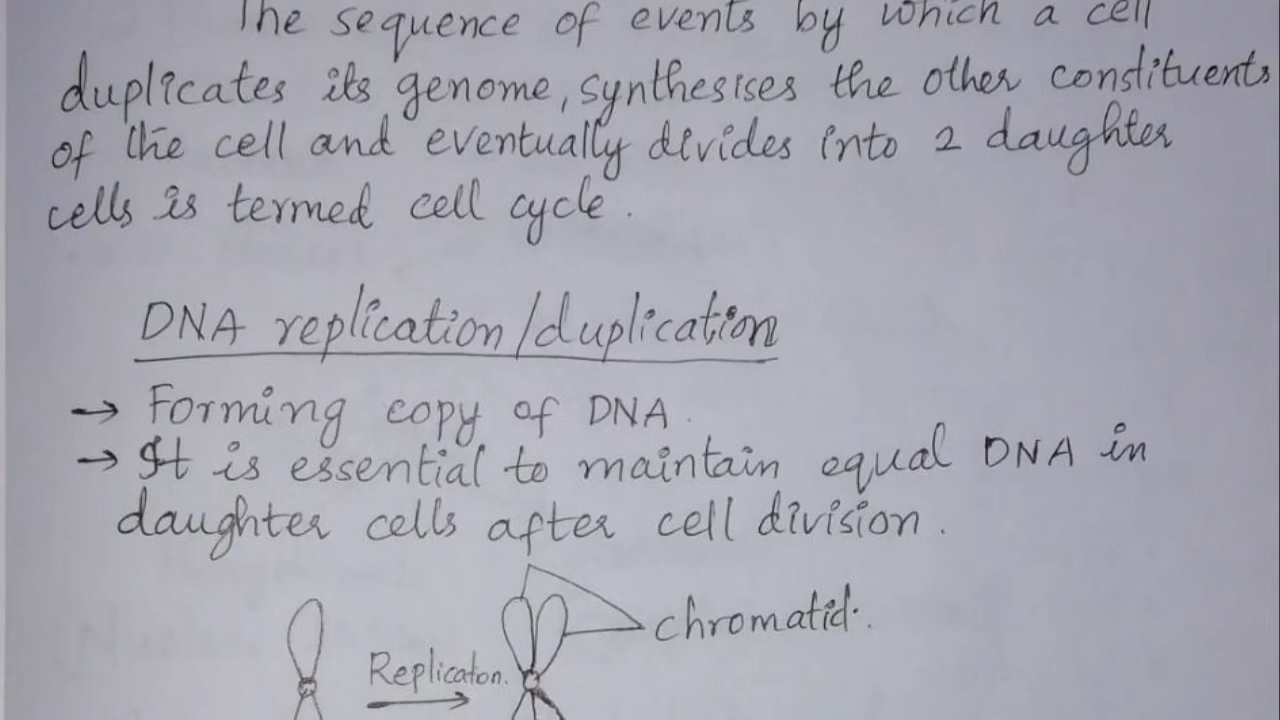 The sequence of events by which a cell
duplicates its genome, synthesises the other constituents
of the cell and eventually divides into 2 daughter
cells is termed cell cycle.
DNA replication/duplication
→ Forming copy of DNA.
→ It is essential to maintain equal DNA in
daughter cells after cell division.
chromatid.
Replicaton.